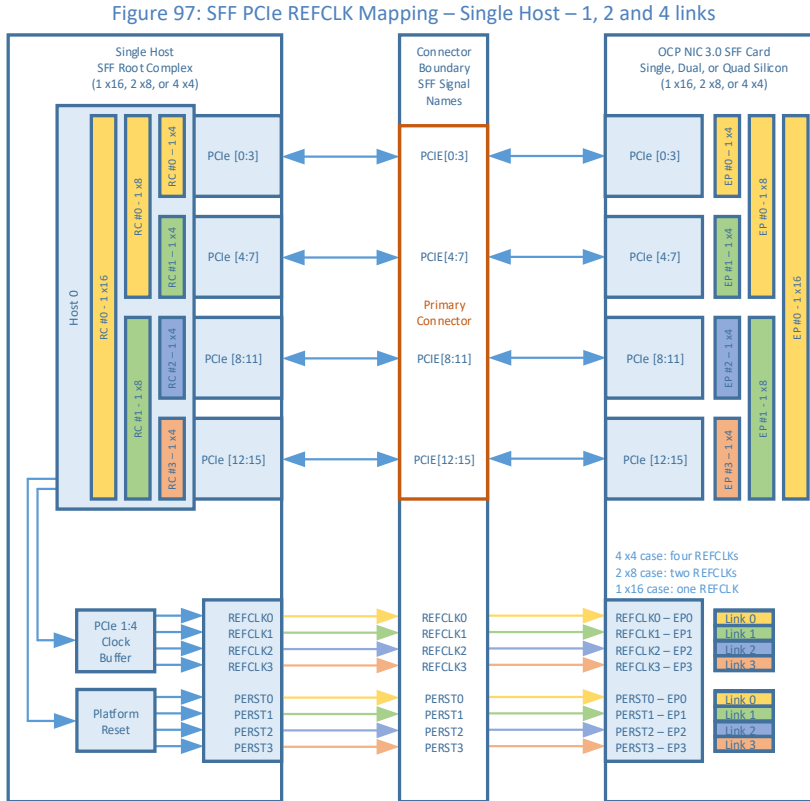 Figure 97: SFF PCIe REFCLK Mapping – Single Host – 1, 2 and 4 links
Single Host
SFF Root Complex
(1 x16, 2 x8, or 4 x4)
Host 0
RC #0 - 1 x16
RC #0 - 1 x8
RC #1 - 1 x8
RC #0 – 1 x4
RC #1 – 1 x4
RC #2 – 1 x4
RC #3 – 1 x4
PCIe [0:3]
PCIe [4:7]
PCIe [8:11]
PCIe [12:15]
PCIe 1:4
Clock
Buffer
Platform
Reset
REFCLK0
REFCLK1
REFCLK2
REFCLK3
PERST0
PERST1
PERST2
PERST3
Connector
Boundary
SFF Signal
Names
PCIE[0:3]
PCIE[4:7]
Primary
Connector
PCIE[8:11]
PCIE[12:15]
REFCLK0
REFCLK1
REFCLK2
REFCLK3
PERST0
PERST1
PERST2
PERST3
OCP NIC 3.0 SFF Card
Single, Dual, or Quad Silicon
(1 x16, 2 x8, or 4 x4)
PCIe [0:3]
PCIe [4:7]
PCIe [8:11]
PCIe [12:15]
EP #0 – 1 x4
EP #1 – 1 x4
EP #2 – 1 x4
EP #3 – 1 x4
EP #0 - 1 x8
EP #1 - 1 x8
EP #0 - 1 x16
4 x4 case: four REFCLKs
2 x8 case: two REFCLKs
1 x16 case: one REFCLK
REFCLK0 – EP0
REFCLK1 – EP1
REFCLK2 – EP2
REFCLK3 – EP3
PERST0 – EP0
PERST1 – EP1
PERST2 – EP2
PERST3 – EP3
Link 0
Link 1
Link 2
Link 3
Link 0
Link 1
Link 2
Link 3